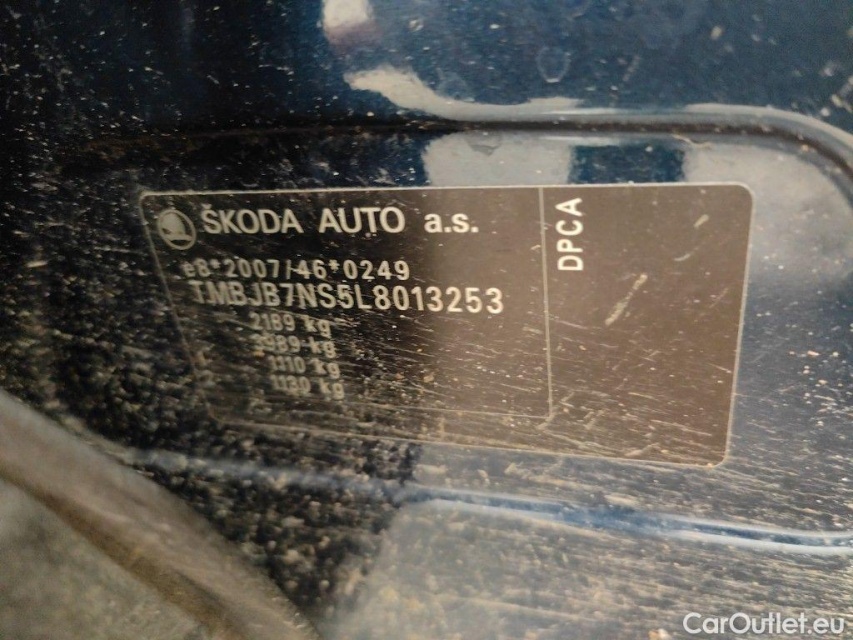 ŠKODA AUTO a.s.
e8*2007/46*0249
TMBJB7NS5L8013253
2189 kg
3989 kg
1110 kg
1130 kg
DPCA
CarOutlet.eu